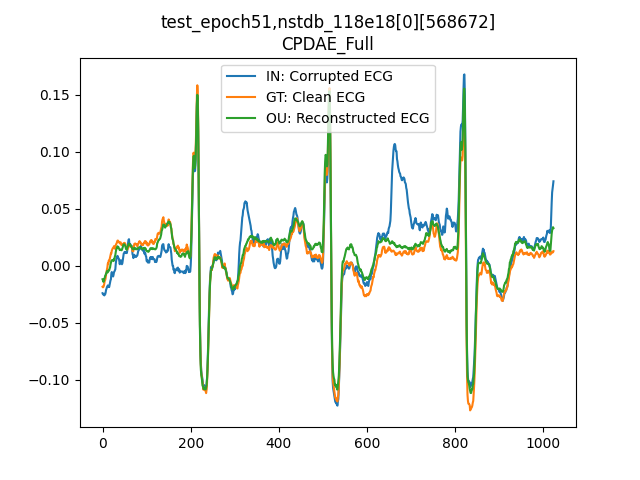 test_epoch51,nstdb_118e18[0][568672]
CPDAE_Full
IN: Corrupted ECG
GT: Clean ECG
OU: Reconstructed ECG
0.15
0.10
0.05
0.00
−0.05
−0.10
0 200 400 600 800 1000